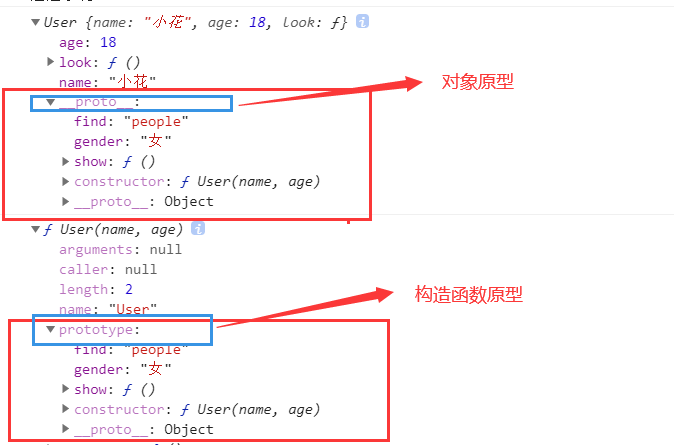 User {name: "小花", age: 18, look: ƒ} i
age: 18
look: ƒ ()
name: "小花"
__proto__:
对象原型
find: "people"
gender: "女"
show: ƒ ()
constructor: ƒ User(name, age)
__proto__: Object
ƒ User(name, age) i
arguments: null
caller: null
length: 2
name: "User"
构造函数原型
prototype:
find: "people"
gender: "女"
show: ƒ ()
constructor: ƒ User(name, age)
__proto__: Object